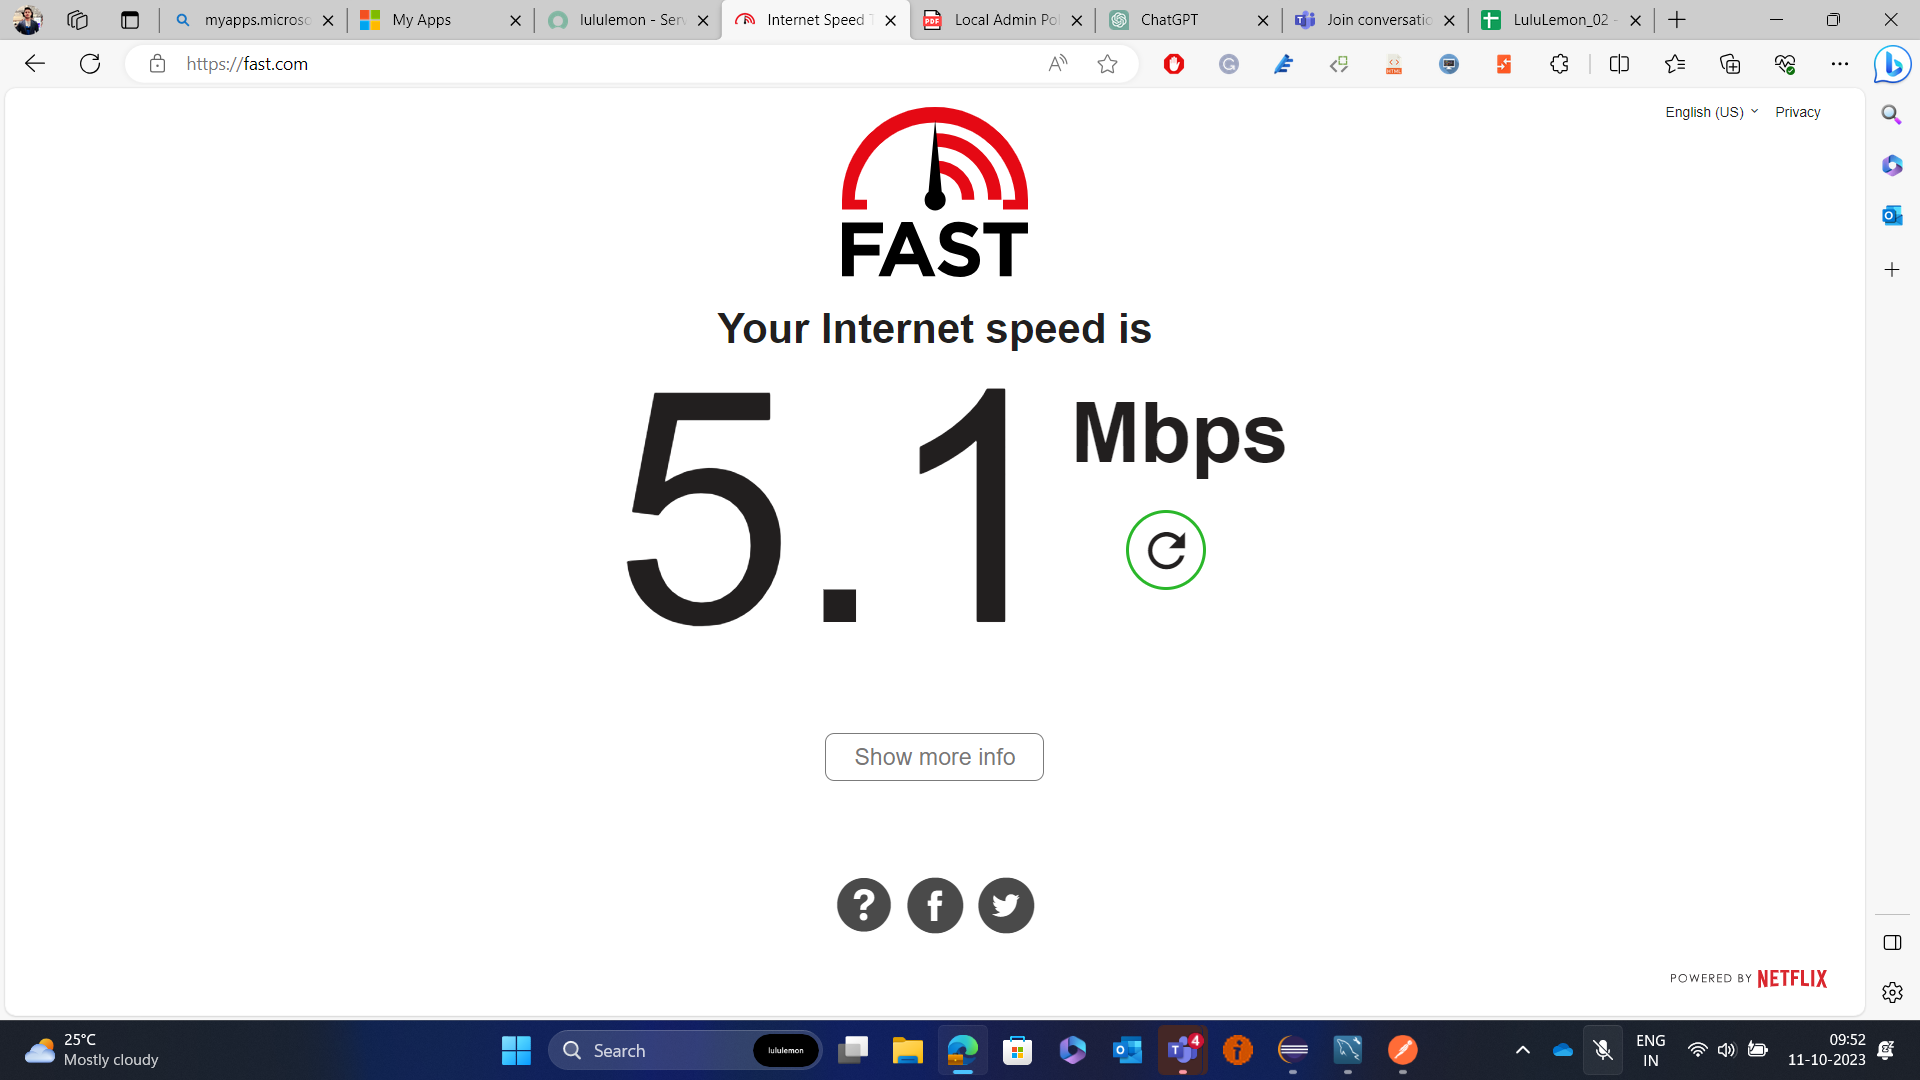 myapps.microso
My Apps
lululemon - Serv
Internet Speed T
Local Admin Pol
ChatGPT
Join conversatio
LuluLemon_02 -
https://fast.com
English (US)
Privacy
FAST
Your Internet speed is
5.1 Mbps
Show more info
POWERED BY NETFLIX
25°C
Mostly cloudy
Search
lululemon
4
ENG
IN
09:52
11-10-2023